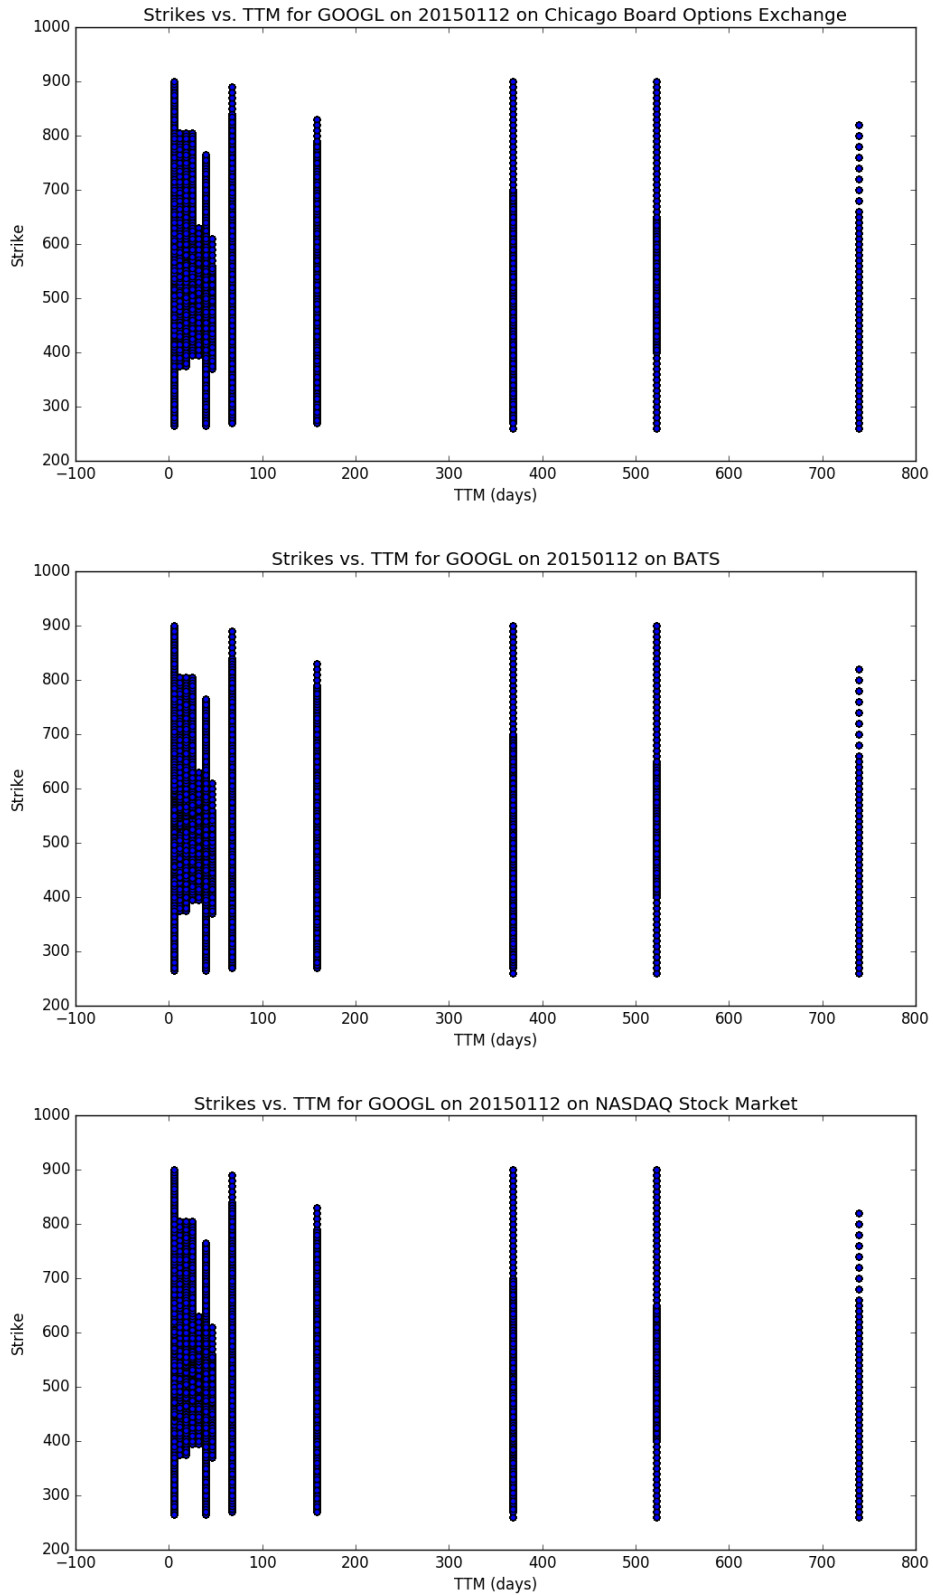 Strikes vs. TTM for GOOGL on 20150112 on Chicago Board Options Exchange
1000
900
800
700
600
500
400
300
200
Strike
−100 0 100 200 300 400 500 600 700 800
TTM (days)
Strikes vs. TTM for GOOGL on 20150112 on BATS
1000
900
800
700
600
500
400
300
200
Strike
−100 0 100 200 300 400 500 600 700 800
TTM (days)
Strikes vs. TTM for GOOGL on 20150112 on NASDAQ Stock Market
1000
900
800
700
600
500
400
300
200
Strike
−100 0 100 200 300 400 500 600 700 800
TTM (days)